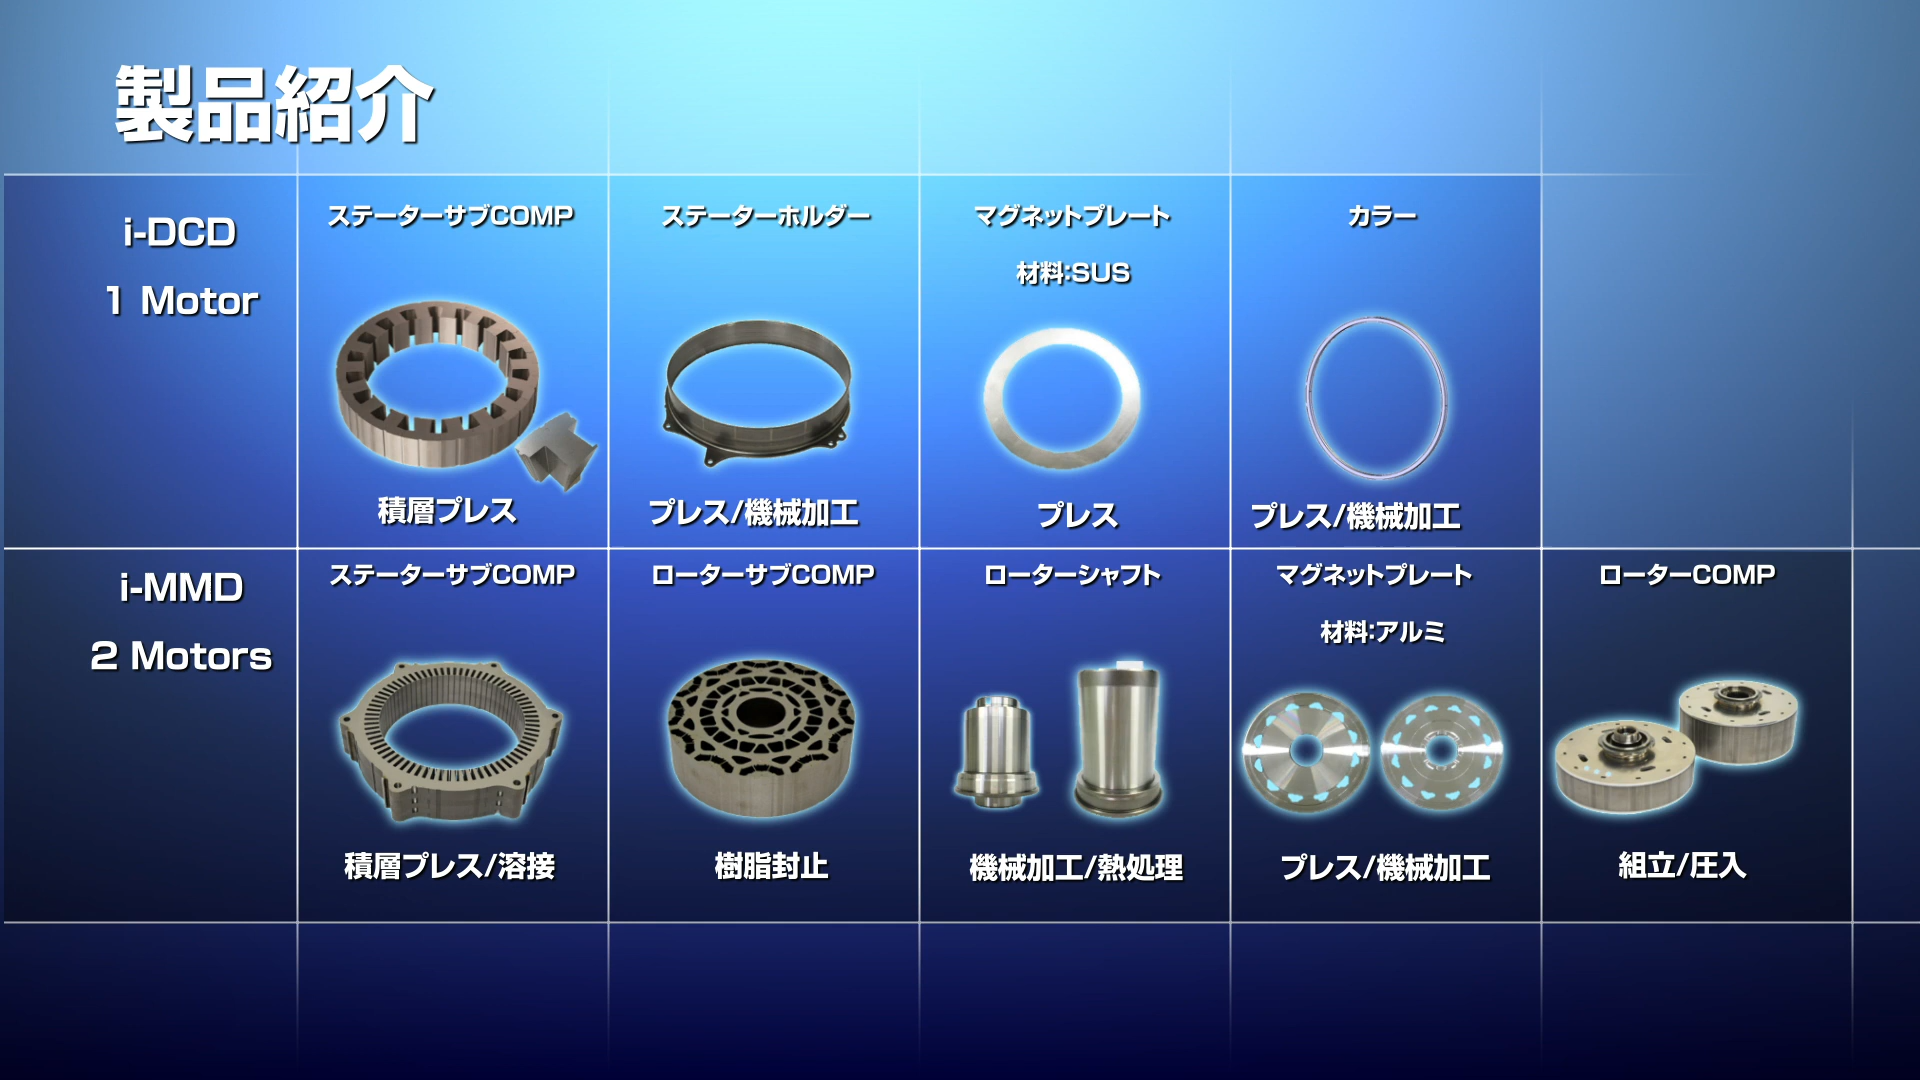 製品紹介
i-DCD
1 Motor
ステーターサブCOMP
積層プレス
ステーターホルダー
プレス/機械加工
マグネットプレート
材料:SUS
プレス
カラー
プレス/機械加工
i-MMD
2 Motors
ステーターサブCOMP
積層プレス/溶接
ローターサブCOMP
樹脂封止
ローターシャフト
機械加工/熱処理
マグネットプレート
材料:アルミ
プレス/機械加工
ローターCOMP
組立/圧入